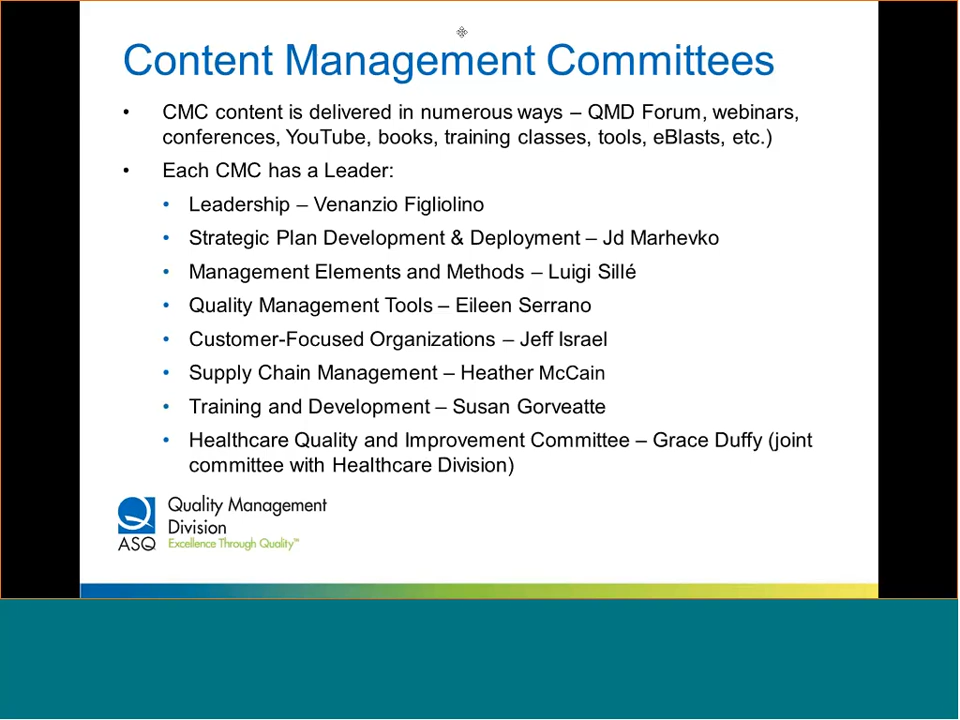 Content Management Committees
• CMC content is delivered in numerous ways – QMD Forum, webinars,
conferences, YouTube, books, training classes, tools, eBlasts, etc.)
• Each CMC has a Leader:
• Leadership – Venanzio Figliolino
• Strategic Plan Development & Deployment – Jd Marhevko
• Management Elements and Methods – Luigi Sillé
• Quality Management Tools – Eileen Serrano
• Customer-Focused Organizations – Jeff Israel
• Supply Chain Management – Heather McCain
• Training and Development – Susan Gorveatte
• Healthcare Quality and Improvement Committee – Grace Duffy (joint
committee with Healthcare Division)
Quality Management
Division
ASQ Excellence Through Quality™